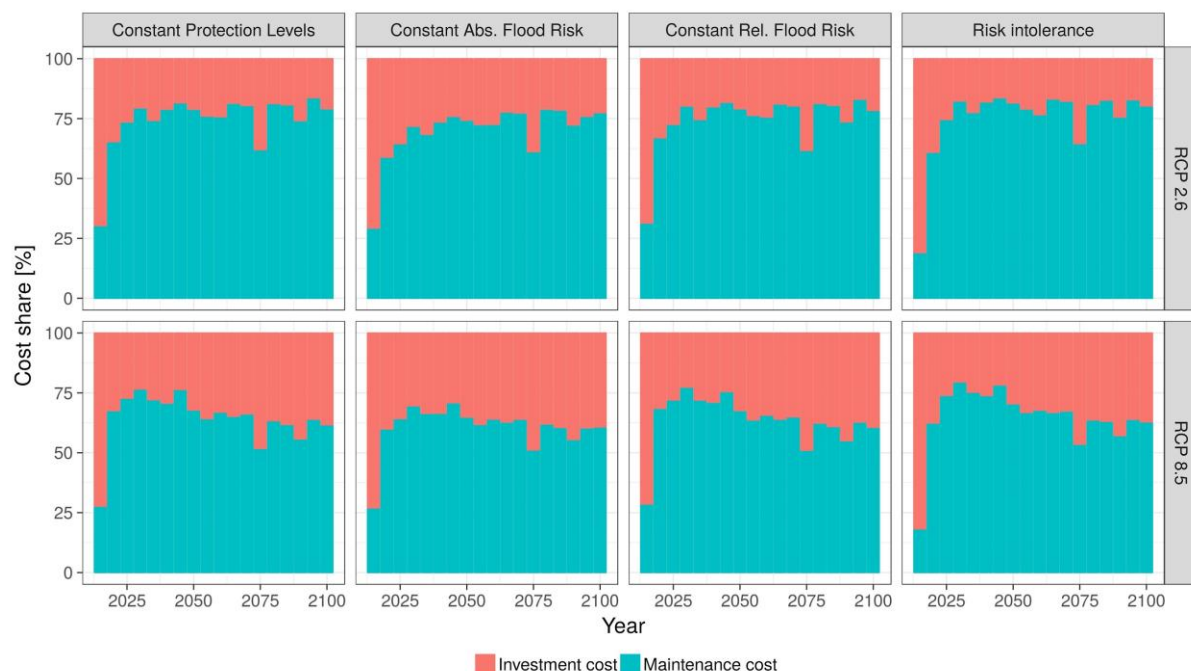 Constant Protection Levels
Constant Abs. Flood Risk
Constant Rel. Flood Risk
Risk intolerance
Cost share [%]
100
75
50
25
0
RCP 2.6
100
75
50
25
0
RCP 8.5
2025 2050 2075 2100
2025 2050 2075 2100
2025 2050 2075 2100
2025 2050 2075 2100
Year
Investment cost Maintenance cost